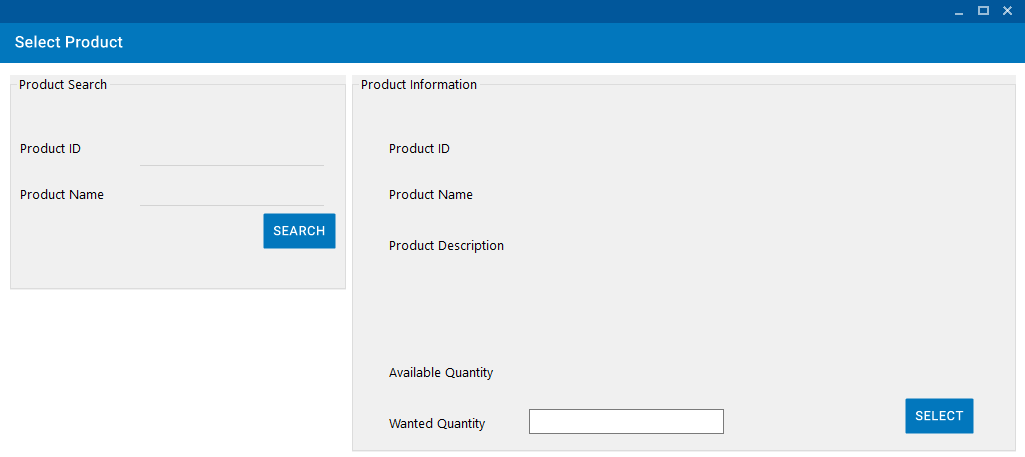 Select Product
Product Search
Product ID
Product Name
SEARCH
Product Information
Product ID
Product Name
Product Description
Available Quantity
Wanted Quantity
SELECT